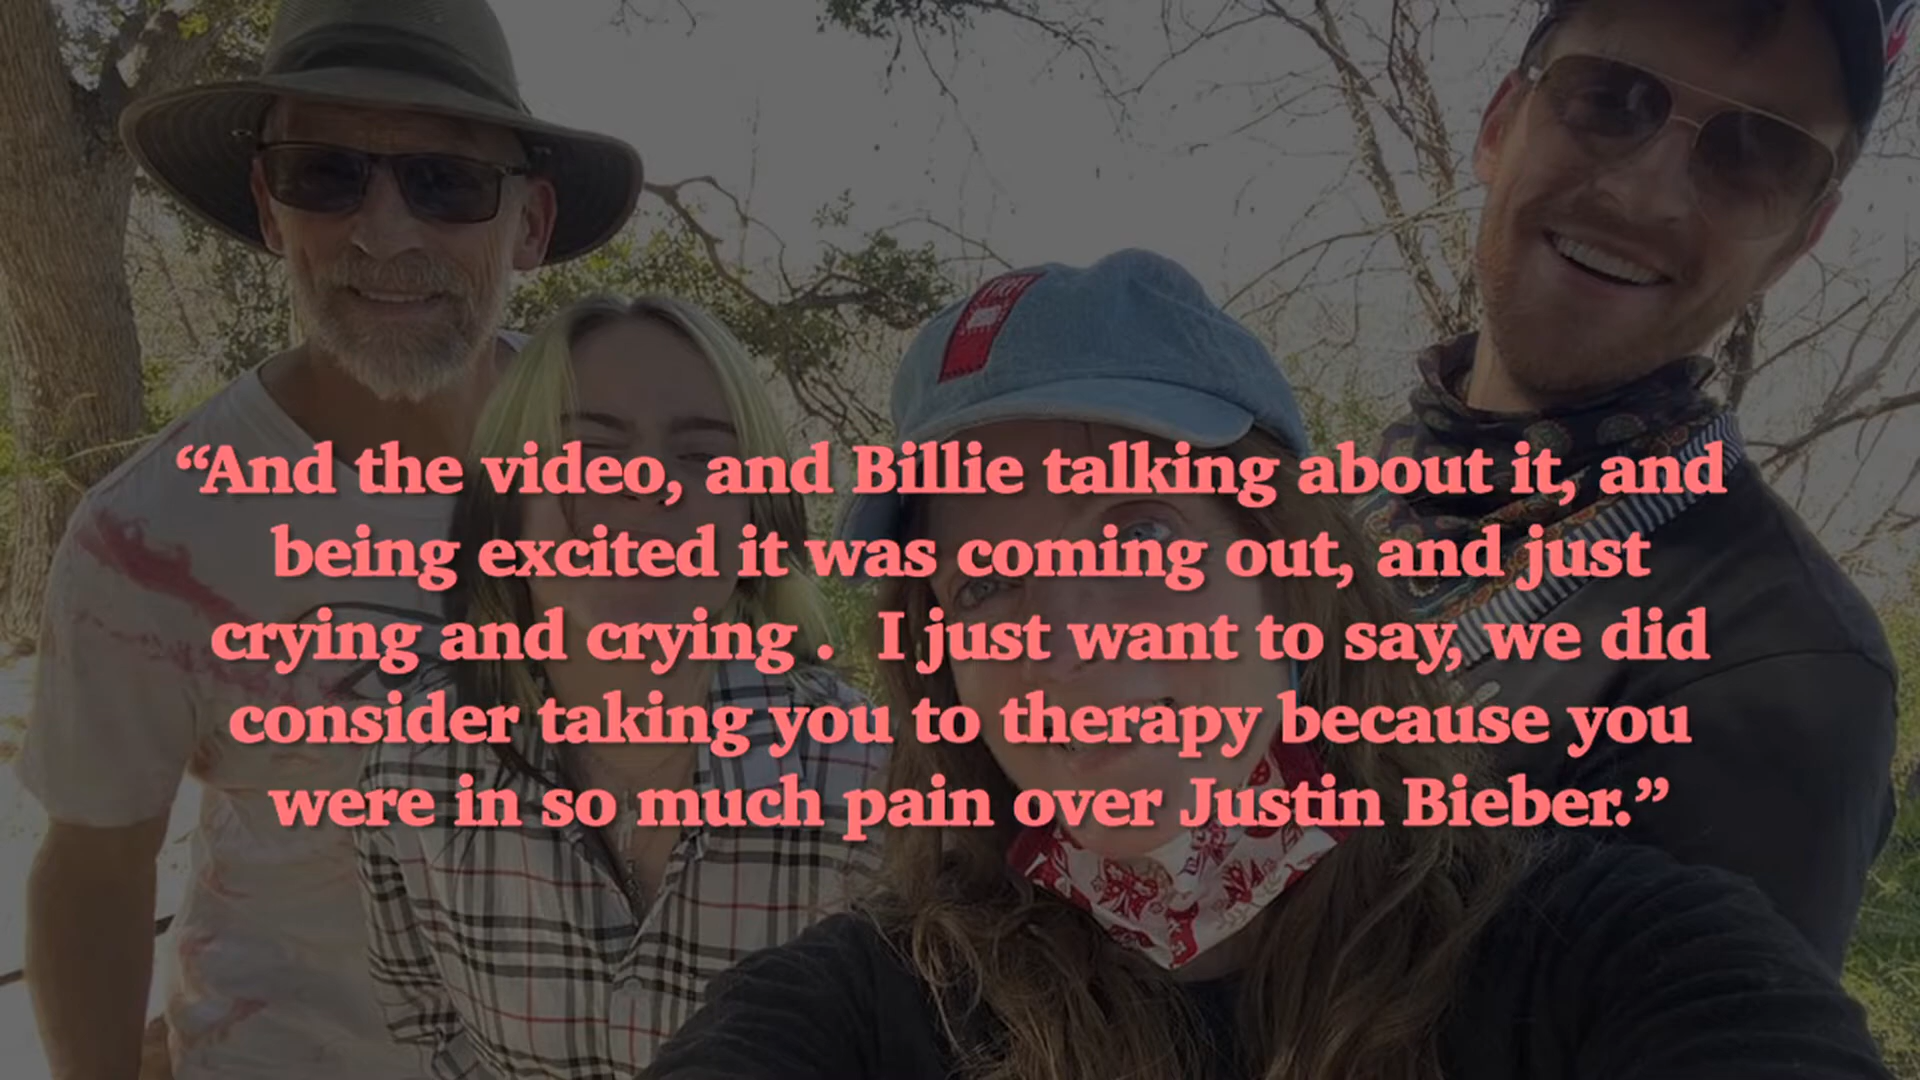 “And the video, and Billie talking about it, and
being excited it was coming out, and just
crying and crying .  I just want to say, we did
consider taking you to therapy because you
were in so much pain over Justin Bieber.”